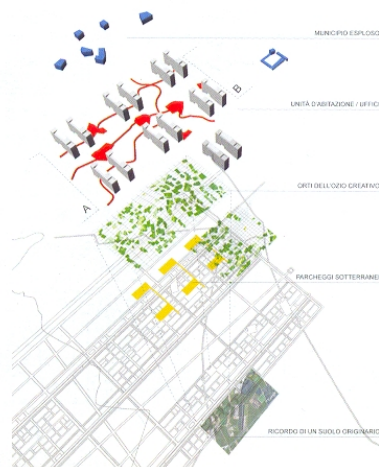 MUNICIPIO ESPLOSO
B
UNITÀ D'ABITAZIONE / UFFICI
ORTI DELL'OZIO CREATIVO
A
PARCHEGGI SOTTERRANEI
RICORDO DI UN SUOLO ORIGINARIO